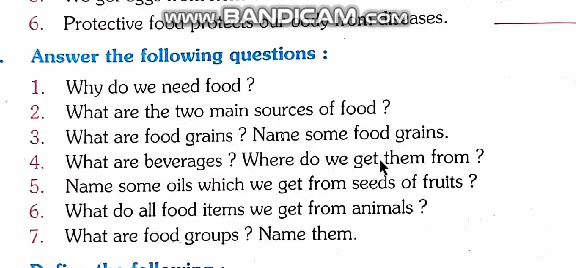 WWW.BANDICAM.COM
6. Protective food protects our body from diseases.
Answer the following questions :
1. Why do we need food ?
2. What are the two main sources of food ?
3. What are food grains ? Name some food grains.
4. What are beverages ? Where do we get them from ?
5. Name some oils which we get from seeds of fruits ?
6. What do all food items we get from animals ?
7. What are food groups ? Name them.